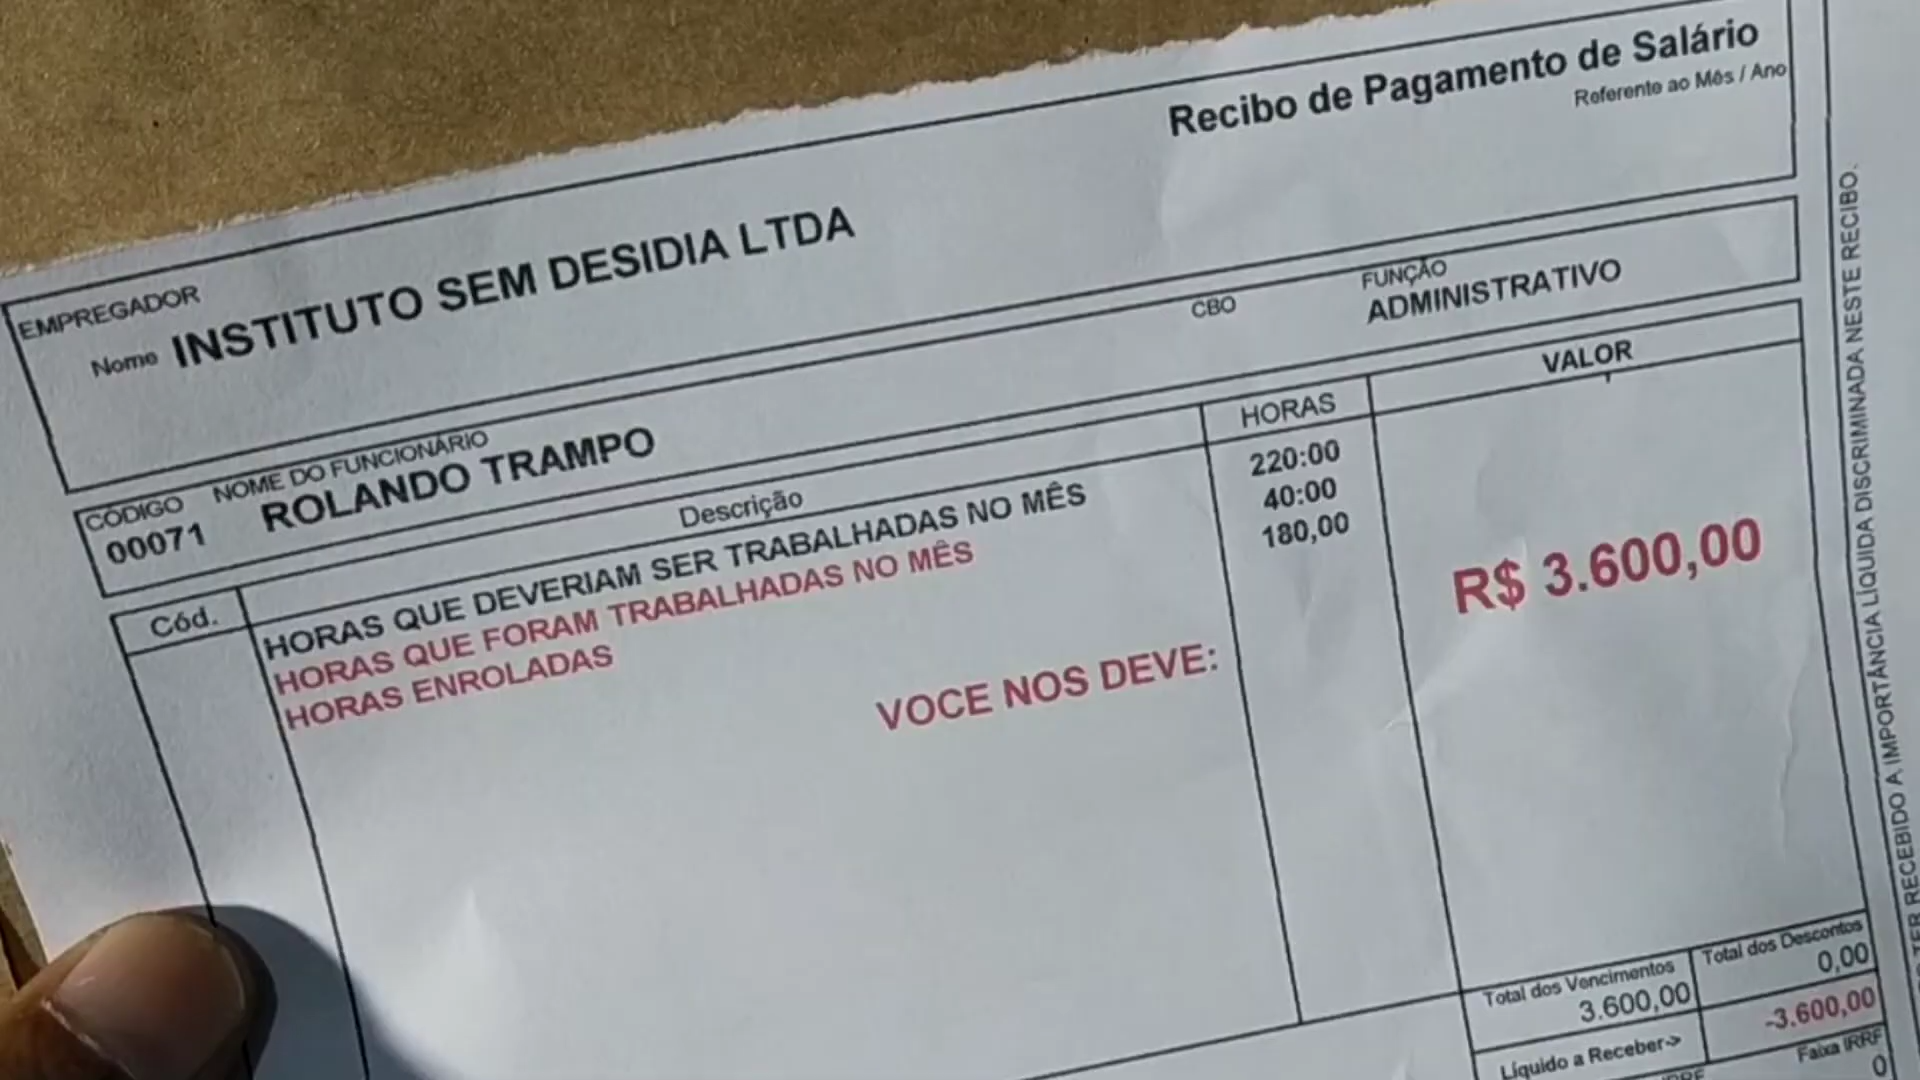 Recibo de Pagamento de Salário
Referente ao Mês / Ano
EMPREGADOR
Nome INSTITUTO SEM DESIDIA LTDA
CÓDIGO NOME DO FUNCIONÁRIO CBO FUNÇÃO
00071 ROLANDO TRAMPO ADMINISTRATIVO
Cód. Descrição HORAS VALOR
HORAS QUE DEVERIAM SER TRABALHADAS NO MÊS 220:00
HORAS QUE FORAM TRABALHADAS NO MÊS 40:00
HORAS ENROLADAS 180,00
VOCE NOS DEVE: R$ 3.600,00
Total dos Vencimentos Total dos Descontos
3.600,00 0,00
Líquido a Receber-> -3.600,00
Faixa IRRF
0
TER RECEBIDO A IMPORTÂNCIA LÍQUIDA DISCRIMINADA NESTE RECIBO.